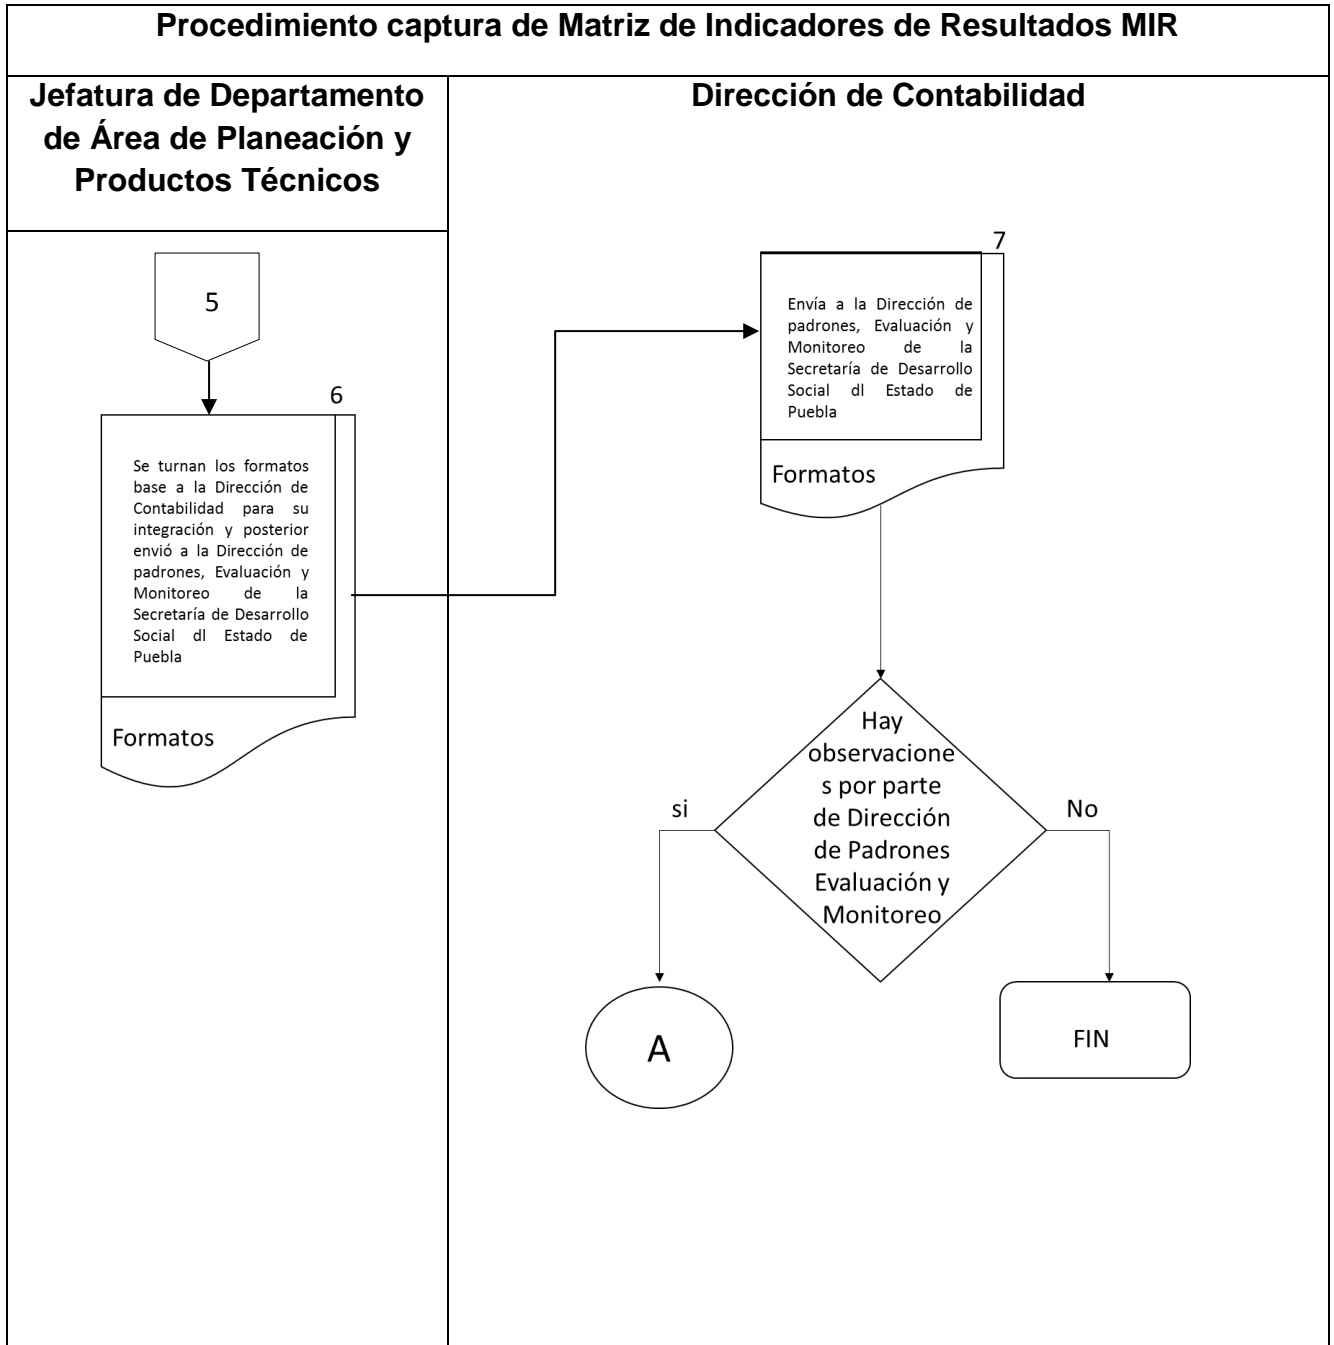 Procedimiento captura de Matriz de Indicadores de Resultados MIR
Jefatura de Departamento
de Área de Planeación y
Productos Técnicos
Dirección de Contabilidad
5
6
Se turnan los formatos
base a la Dirección de
Contabilidad para su
integración y posterior
envió a la Dirección de
padrones, Evaluación y
Monitoreo de la
Secretaría de Desarrollo
Social dl Estado de
Puebla
Formatos
7
Envía a la Dirección de
padrones, Evaluación y
Monitoreo de la
Secretaría de Desarrollo
Social dl Estado de
Puebla
Formatos
Hay
observacione
s por parte
de Dirección
de Padrones
Evaluación y
Monitoreo
si
No
A
FIN